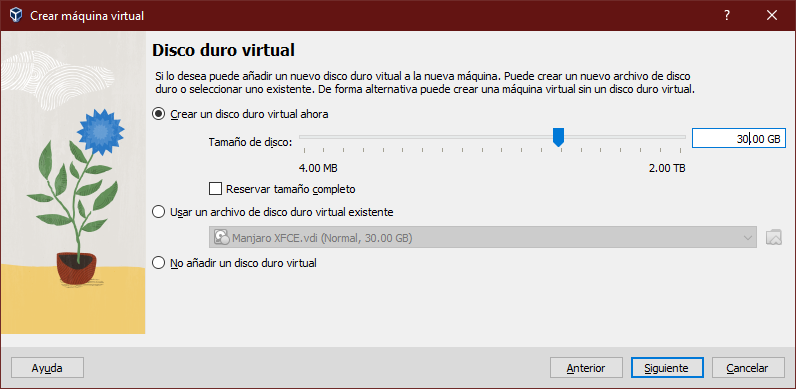 Crear máquina virtual
Disco duro virtual
Si lo desea puede añadir un nuevo disco duro vitual a la nueva máquina. Puede crear un nuevo archivo de disco
duro o seleccionar uno existente. De forma alternativa puede crear una máquina virtual sin un disco duro virtual.
Crear un disco duro virtual ahora
Tamaño de disco:
30.00 GB
4.00 MB
2.00 TB
Reservar tamaño completo
Usar un archivo de disco duro virtual existente
Manjaro XFCE.vdi (Normal, 30.00 GB)
No añadir un disco duro virtual
Ayuda
Anterior
Siguiente
Cancelar